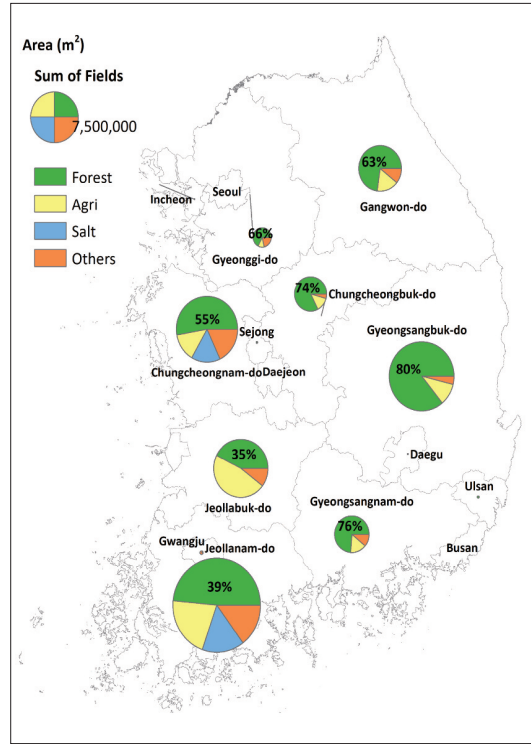 Area (m²)
Sum of Fields
7,500,000
Forest
Agri
Salt
Others
63%
Gangwon-do
Seoul
Incheon
66%
Gyeonggi-do
74%
Chungcheongbuk-do
55%
Sejong
Chungcheongnam-do
Daejeon
Gyeongsangbuk-do
80%
Daegu
35%
Jeollabuk-do
Ulsan
Gyeongsangnam-do
76%
Busan
Gwangju
Jeollanam-do
39%